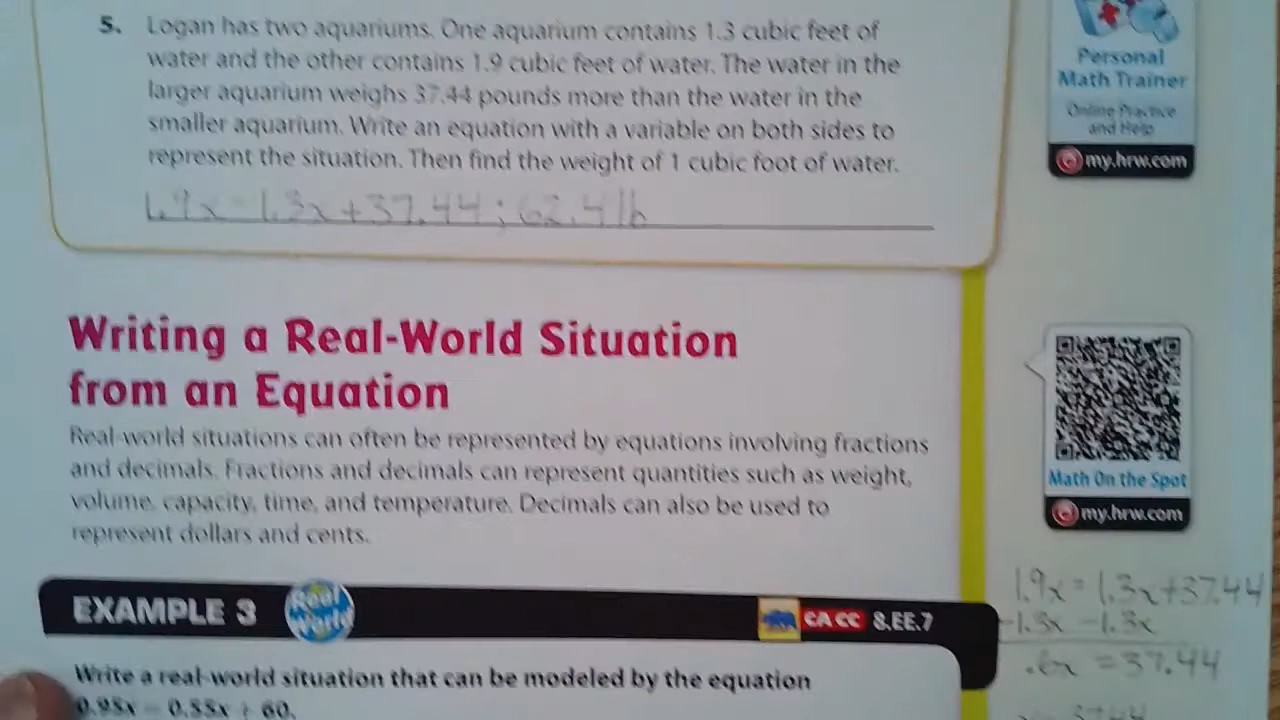 5. Logan has two aquariums. One aquarium contains 1.3 cubic feet of
water and the other contains 1.9 cubic feet of water. The water in the
larger aquarium weighs 37.44 pounds more than the water in the
smaller aquarium. Write an equation with a variable on both sides to
represent the situation. Then find the weight of 1 cubic foot of water.
1.9x = 1.3x + 37.44 ; 62.4 lb
Personal
Math Trainer
Online Practice
and Help
my.hrw.com
Writing a Real-World Situation
from an Equation
Real-world situations can often be represented by equations involving fractions
and decimals. Fractions and decimals can represent quantities such as weight,
volume, capacity, time, and temperature. Decimals can also be used to
represent dollars and cents.
Math On the Spot
my.hrw.com
EXAMPLE 3 Real World CA CC 8.EE.7
Write a real-world situation that can be modeled by the equation
0.95x = 0.55x + 60.
1.9x = 1.3x + 37.44
-1.3x -1.3x
.6x = 37.44